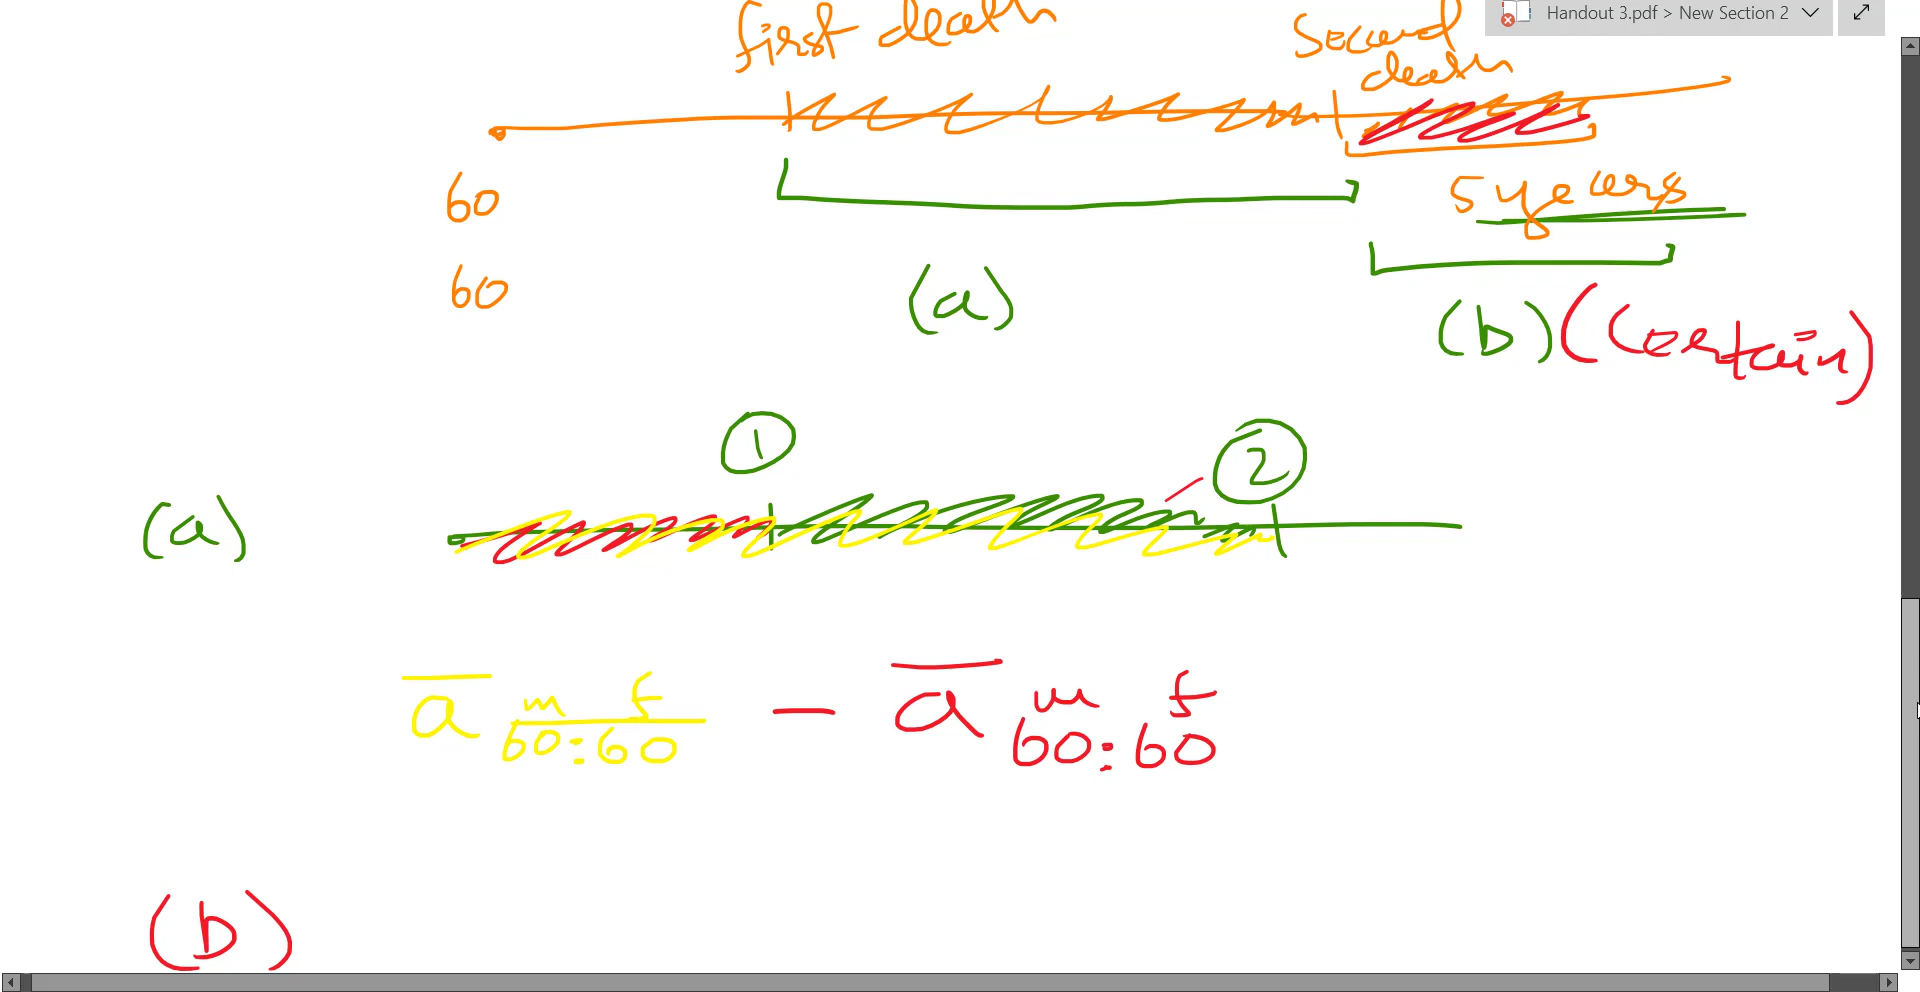 Handout 3.pdf > New Section 2
first death
second
death
60
5 years
60
(a)
(b) (Certain)
1
2
(a)
a m f 60:60 − a m f 60:60
(b)